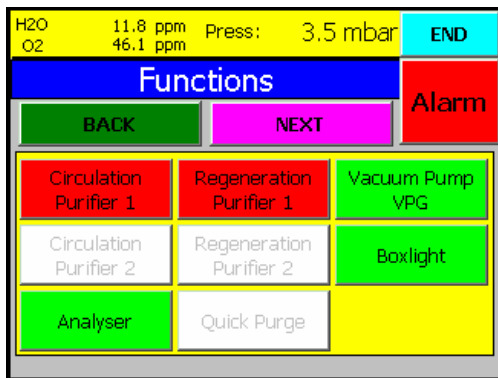 H2O 11.8 ppm Press: 3.5 mbar END
O2 46.1 ppm
Functions
Alarm
BACK NEXT
Circulation Regeneration Vacuum Pump
Purifier 1 Purifier 1 VPG
Circulation Regeneration Boxlight
Purifier 2 Purifier 2
Analyser Quick Purge